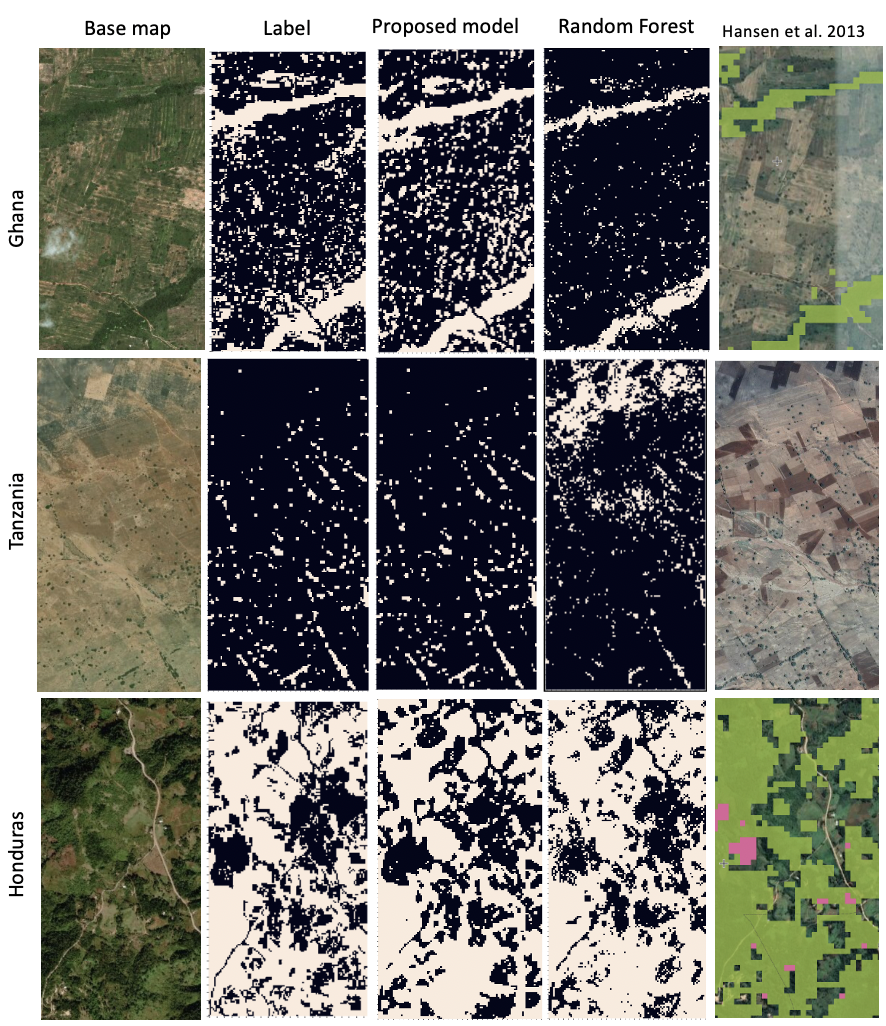 Base map
Label
Proposed model
Random Forest
Hansen et al. 2013
Ghana
Tanzania
Honduras